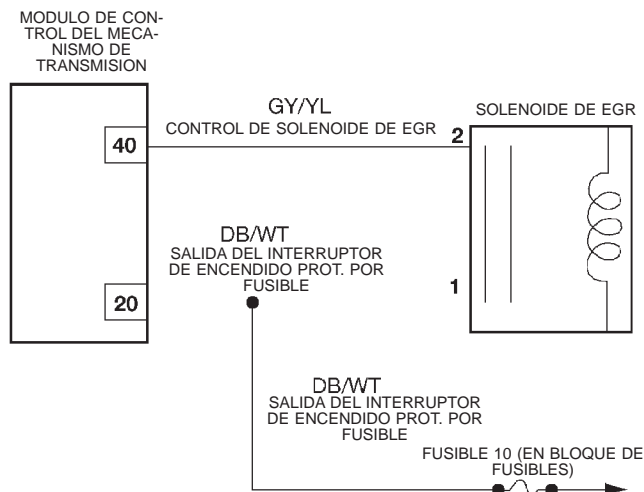 MODULO DE CON-
TROL DEL MECA-
NISMO DE
TRANSMISION
GY/YL
CONTROL DE SOLENOIDE DE EGR
SOLENOIDE DE EGR
40
2
DB/WT
SALIDA DEL INTERRUPTOR
DE ENCENDIDO PROT. POR
FUSIBLE
20
1
DB/WT
SALIDA DEL INTERRUPTOR
DE ENCENDIDO PROT. POR
FUSIBLE
FUSIBLE 10 (EN BLOQUE DE
FUSIBLES)